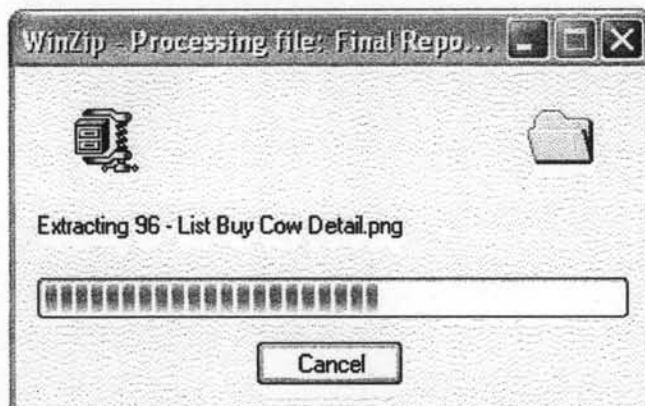 WinZip - Processing file: Final Repo...
Extracting 96 - List Buy Cow Detail.png
Cancel